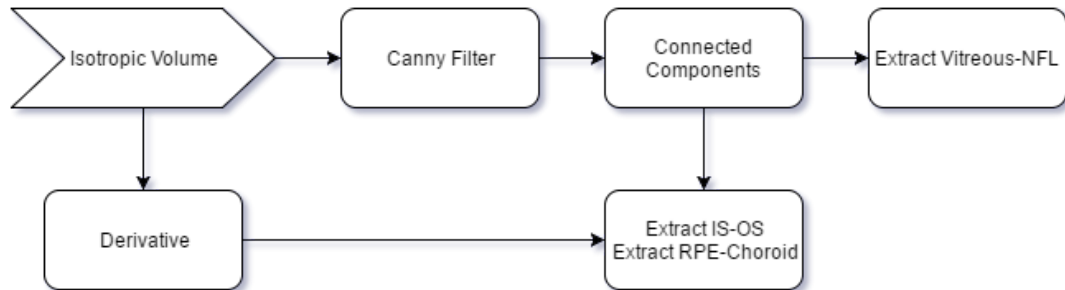 Isotropic Volume
Canny Filter
Connected
Components
Extract Vitreous-NFL
Derivative
Extract IS-OS
Extract RPE-Choroid